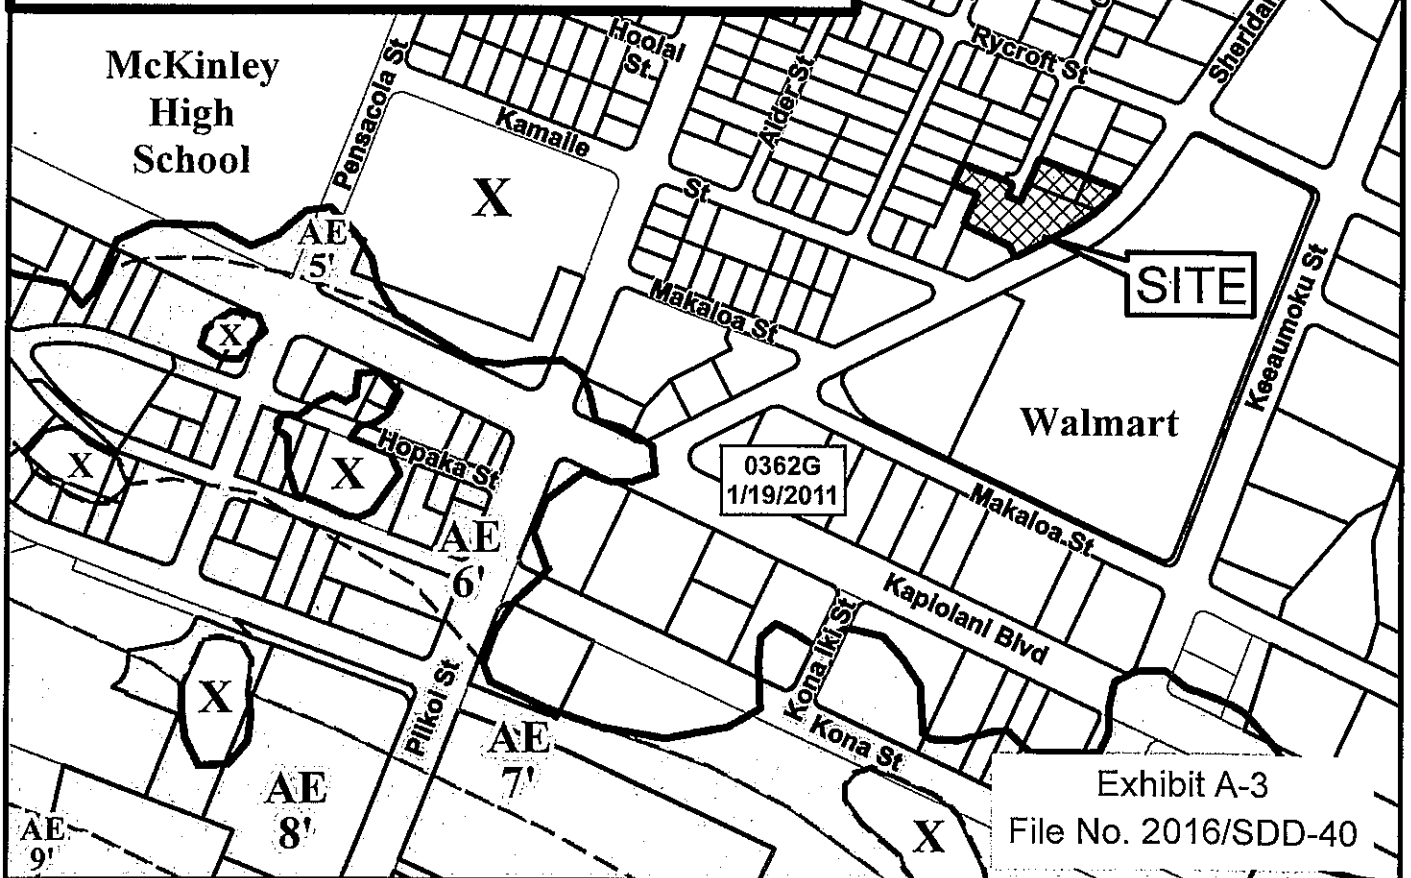 McKinley
High
School
Pensacola St
Hoolai
St
Kamaile
St
Alder St
Rycroft St
Sheridan
X
AE
5'
SITE
Makaloa St
Keeaumoku St
X
Walmart
X
X
Hopaka St
0362G
1/19/2011
Makaloa St
AE
6'
Kapiolani Blvd
Kona Iki St
X
Piikoi St
AE
7'
Kona St
AE
8'
AE
9'
X
Exhibit A-3
File No. 2016/SDD-40